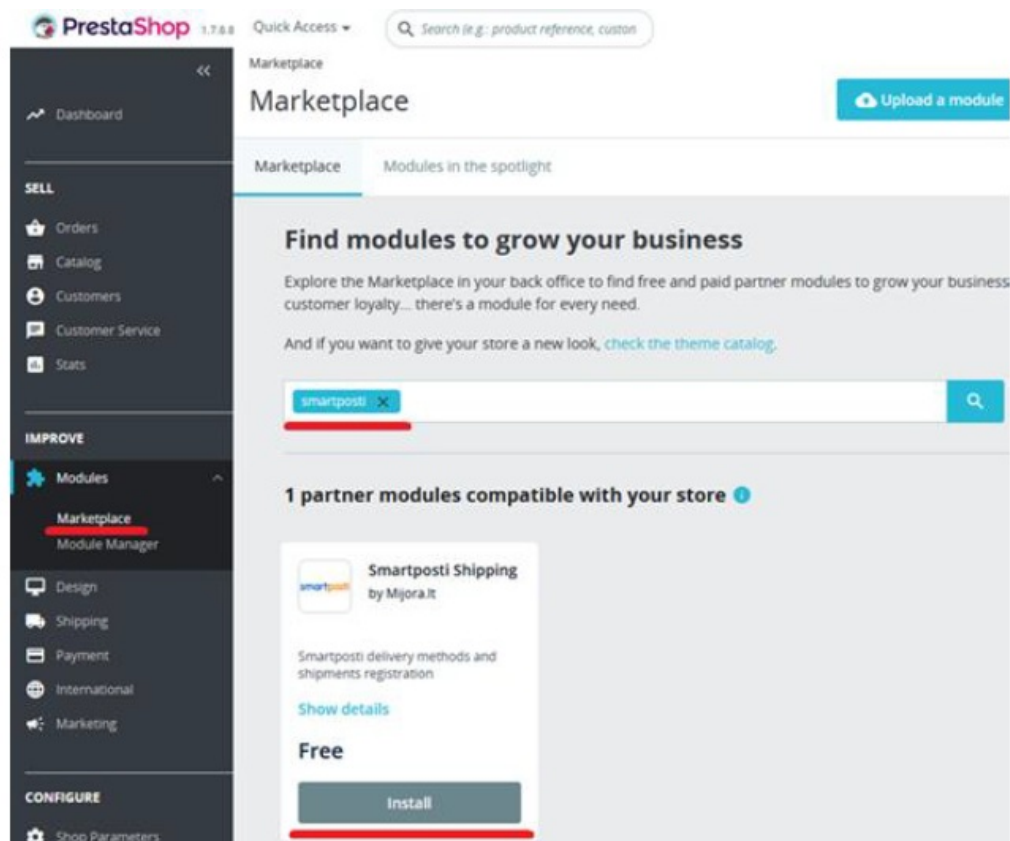 PrestaShop
Quick Access
Search (e.g.: product reference, custon
Marketplace
Marketplace
Upload a module
Dashboard
Marketplace
Modules in the spotlight
SELL
Orders
Catalog
Customers
Customer Service
Stats
IMPROVE
Modules
Marketplace
Module Manager
Design
Shipping
Payment
International
Marketing
CONFIGURE
Shop Parameters
Find modules to grow your business
Explore the Marketplace in your back office to find free and paid partner modules to grow your business
customer loyalty... there's a module for every need.
And if you want to give your store a new look, check the theme catalog.
smartposti
1 partner modules compatible with your store
smartposti
Smartposti Shipping
by Mijora.lt
Smartposti delivery methods and
shipments registration
Show details
Free
Install